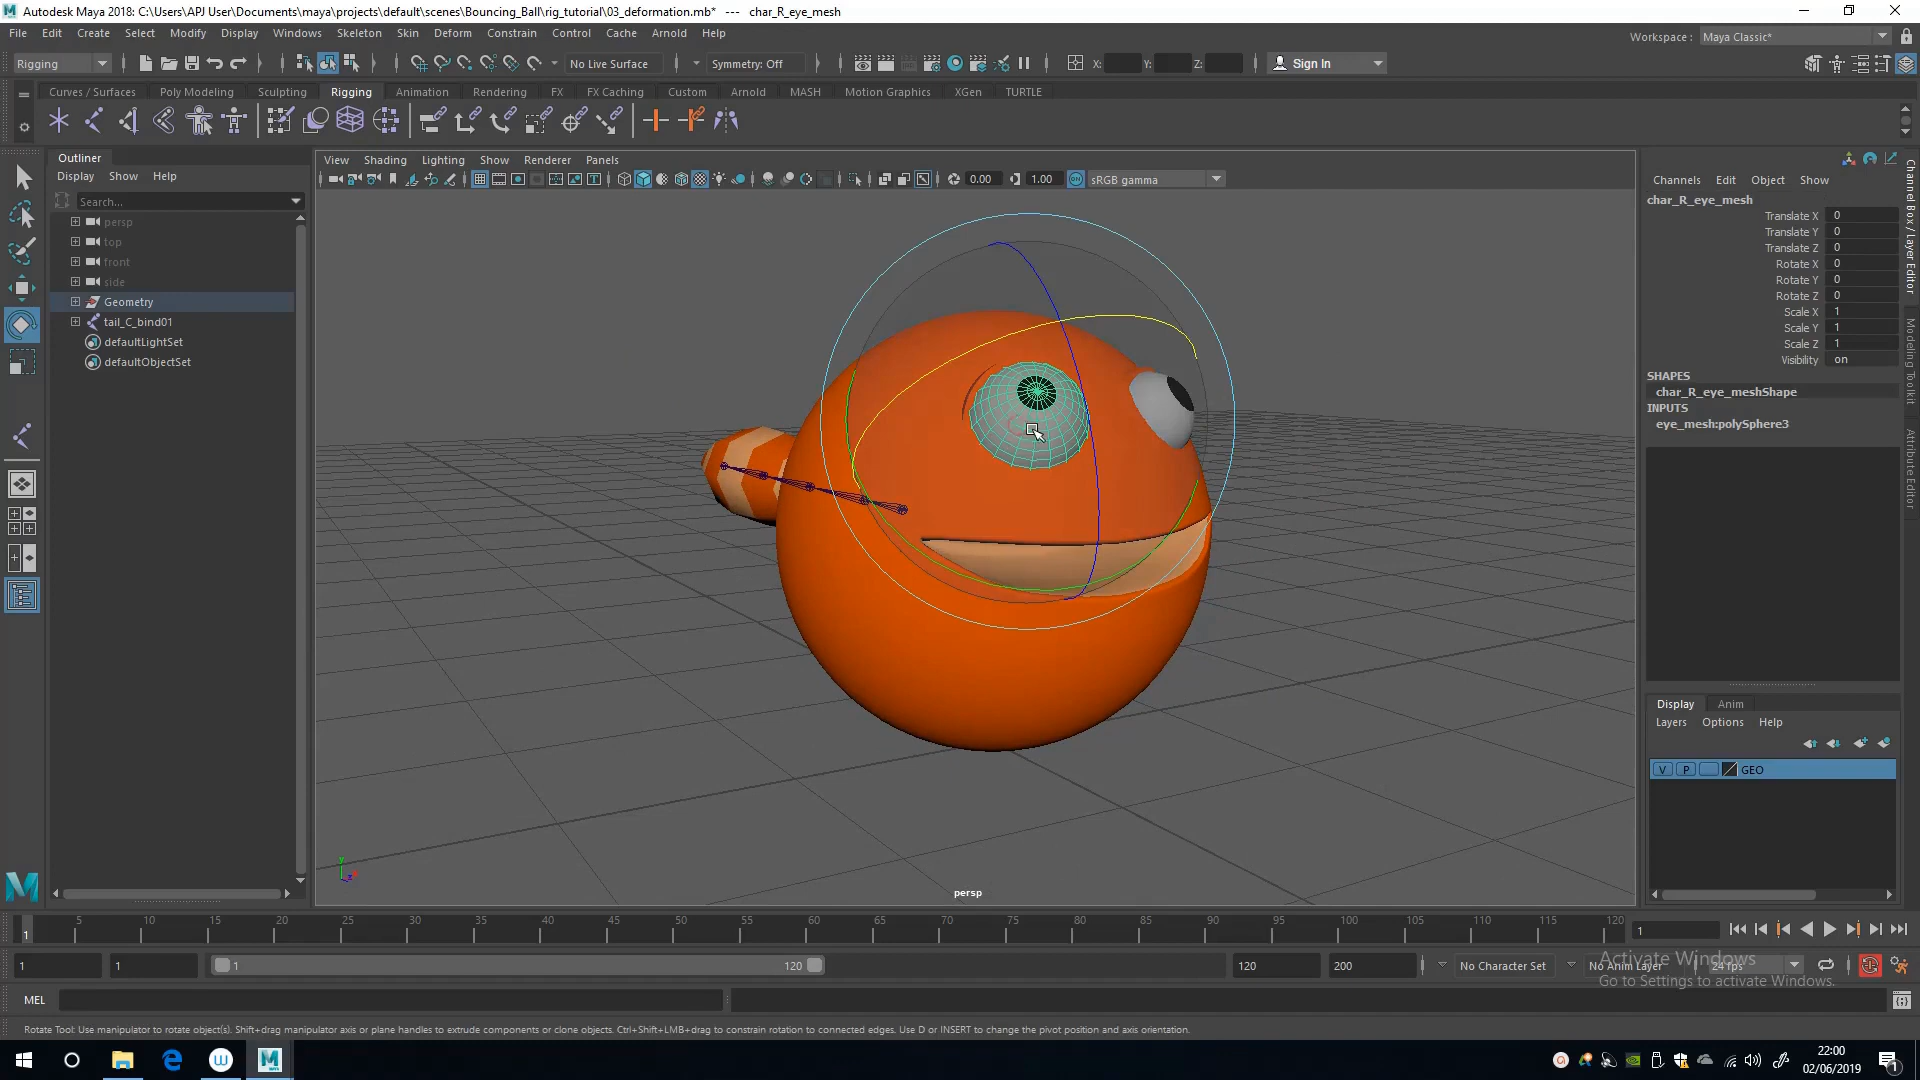 Autodesk Maya 2018: C:\Users\APJ User\Documents\maya\projects\default\scenes\Bouncing_Ball\rig_tutorial\03_deformation.mb* --- char_R_eye_mesh
File Edit Create Select Modify Display Windows Skeleton Skin Deform Constrain Control Cache Arnold Help
Workspace : Maya Classic*
Rigging No Live Surface Symmetry: Off X: Y: Z: Sign In
Curves / Surfaces Poly Modeling Sculpting Rigging Animation Rendering FX FX Caching Custom Arnold MASH Motion Graphics XGen TURTLE
Outliner
Display Show Help
Search...
persp
top
front
side
Geometry
tail_C_bind01
defaultLightSet
defaultObjectSet
View Shading Lighting Show Renderer Panels
0.00 1.00 sRGB gamma
persp
Channels Edit Object Show
char_R_eye_mesh
Translate X 0
Translate Y 0
Translate Z 0
Rotate X 0
Rotate Y 0
Rotate Z 0
Scale X 1
Scale Y 1
Scale Z 1
Visibility on
SHAPES
char_R_eye_meshShape
INPUTS
eye_mesh:polySphere3
Channel Box / Layer Editor
Modeling Toolkit
Attribute Editor
Display Anim
Layers Options Help
V P GEO
5 10 15 20 25 30 35 40 45 50 55 60 65 70 75 80 85 90 95 100 105 110 115 120
1 1
1 1 1 120 120 200 No Character Set No Anim Layer 24 fps
Activate Windows
Go to Settings to activate Windows.
MEL
Rotate Tool: Use manipulator to rotate object(s). Shift+drag manipulator axis or plane handles to extrude components or clone objects. Ctrl+Shift+LMB+drag to constrain rotation to connected edges. Use D or INSERT to change the pivot position and axis orientation.
22:00
02/06/2019
1